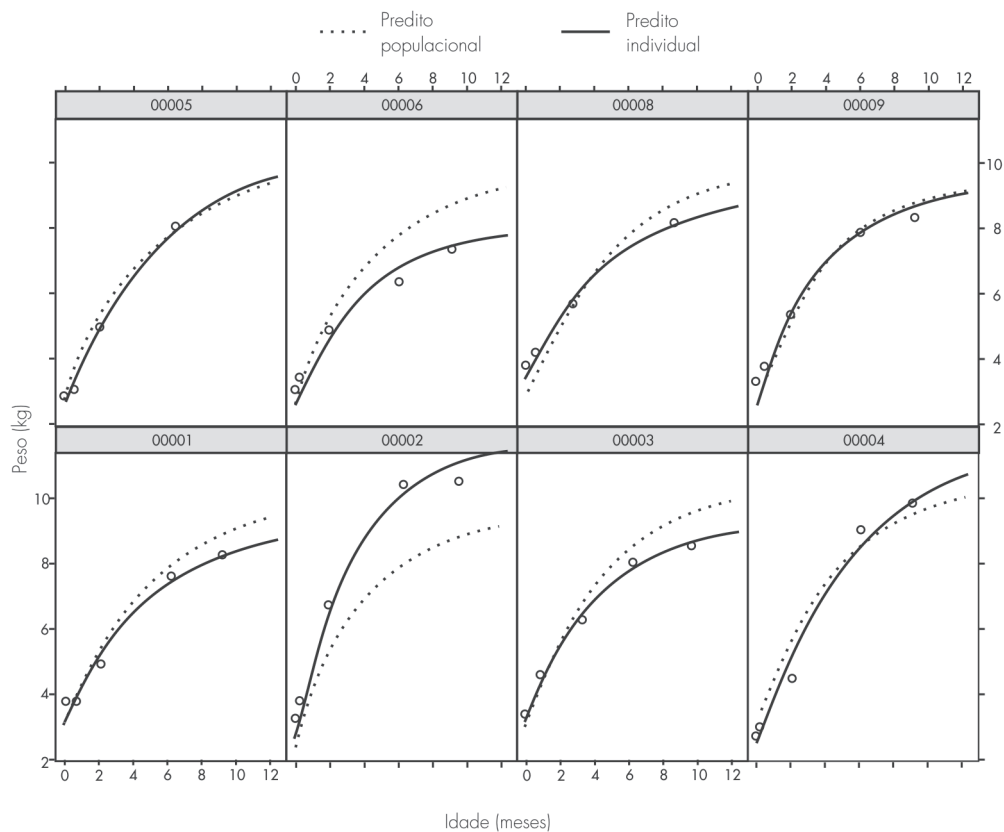 Predito
populacional
Predito
individual
0 2 4 6 8 10 12
0 2 4 6 8 10 12
00005
00006
00008
00009
10
8
6
4
2
Peso (kg)
00001
00002
00003
00004
10
8
6
4
2
0 2 4 6 8 10 12
0 2 4 6 8 10 12
Idade (meses)